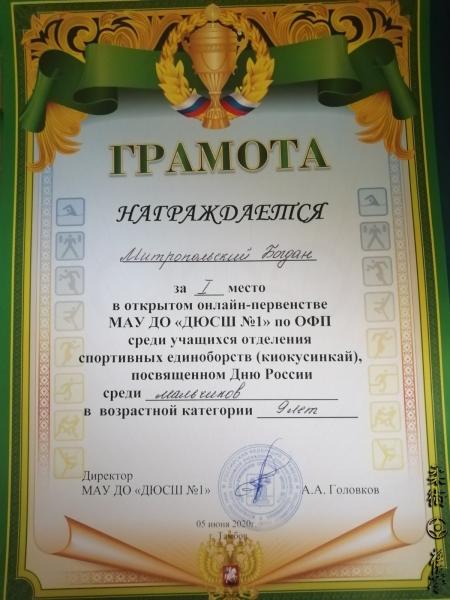 ГРАМОТА
НАГРАЖДАЕТСЯ
Митропольский Богдан
за I место
в открытом онлайн-первенстве
МАУ ДО «ДЮСШ №1» по ОФП
среди учащихся отделения
спортивных единоборств (киокусинкай),
посвященном Дню России
среди мальчиков
в возрастной категории 9 лет
Директор
МАУ ДО «ДЮСШ №1» А.А. Головков
05 июня 2020г.
г. Тамбов